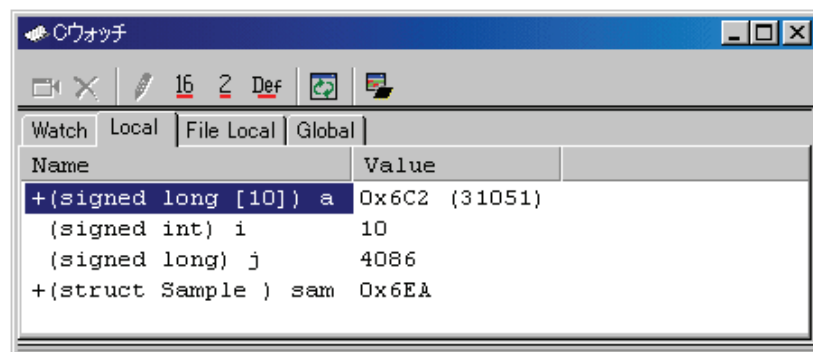 Cウォッチ
16 2 Def
Watch Local File Local Global
Name Value
+(signed long [10]) a 0x6C2 (31051)
(signed int) i 10
(signed long) j 4086
+(struct Sample ) sam 0x6EA